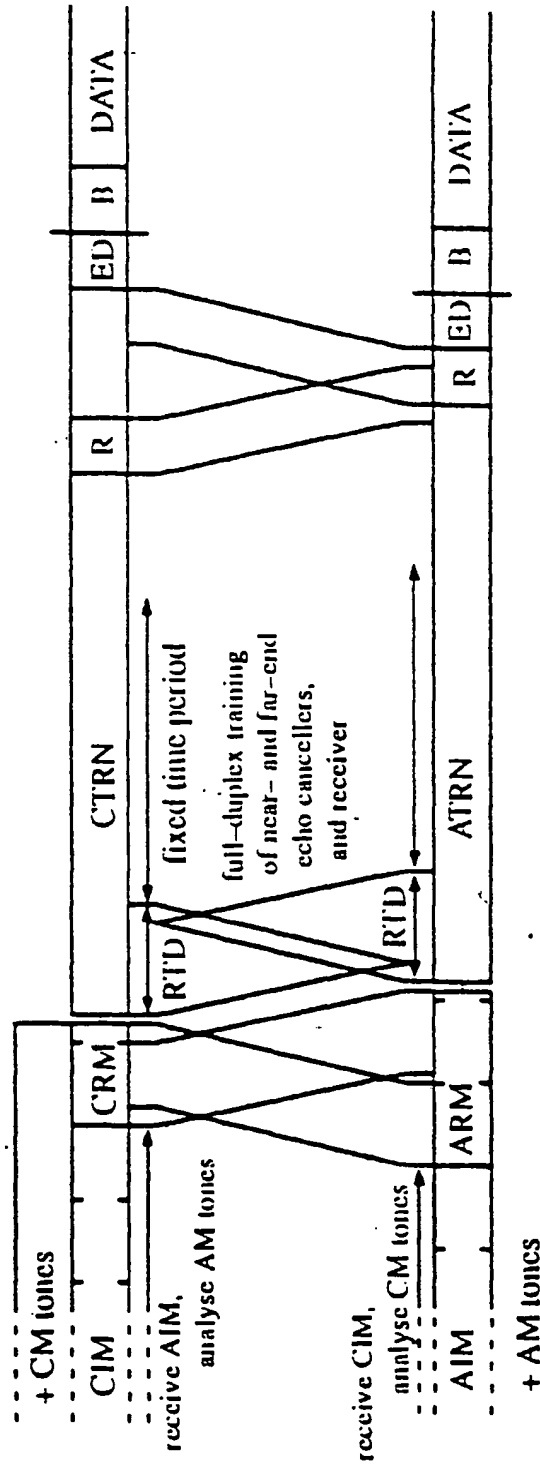 + CM tones
CIM
CRM
CTRN
R
ED
B
DATA
receive AIM,
analyse AM tones
RTD
fixed time period
full-duplex training
of near- and far-end
echo cancellers,
and receiver
receive CIM,
analyse CM tones
RTD
AIM
ARM
ATRN
R
ED
B
DATA
+ AM tones